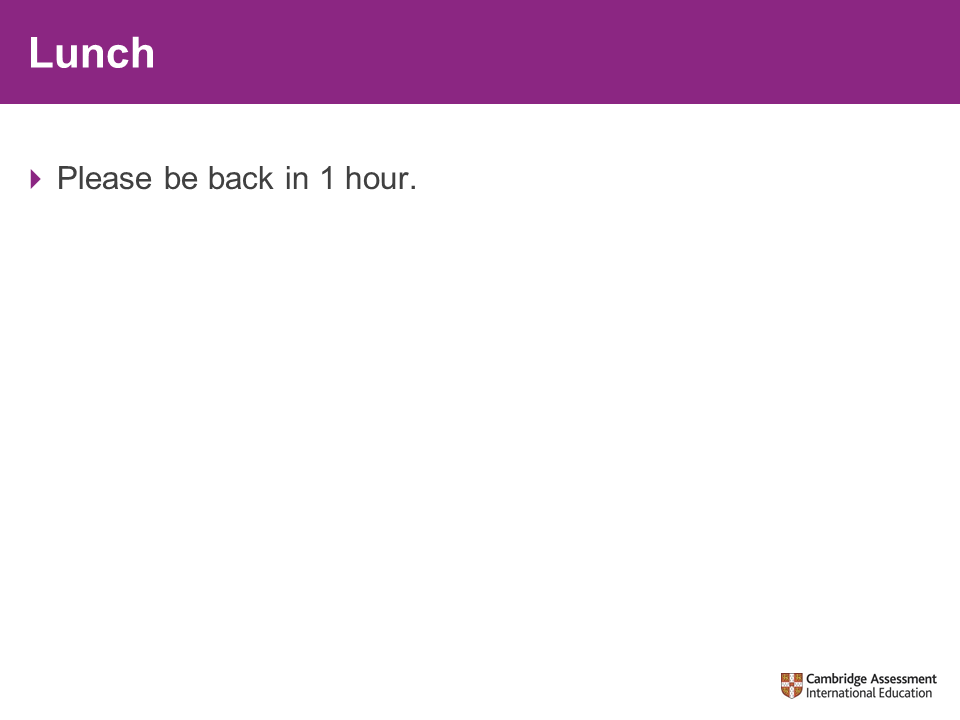 Lunch
Please be back in 1 hour.
Cambridge Assessment
International Education